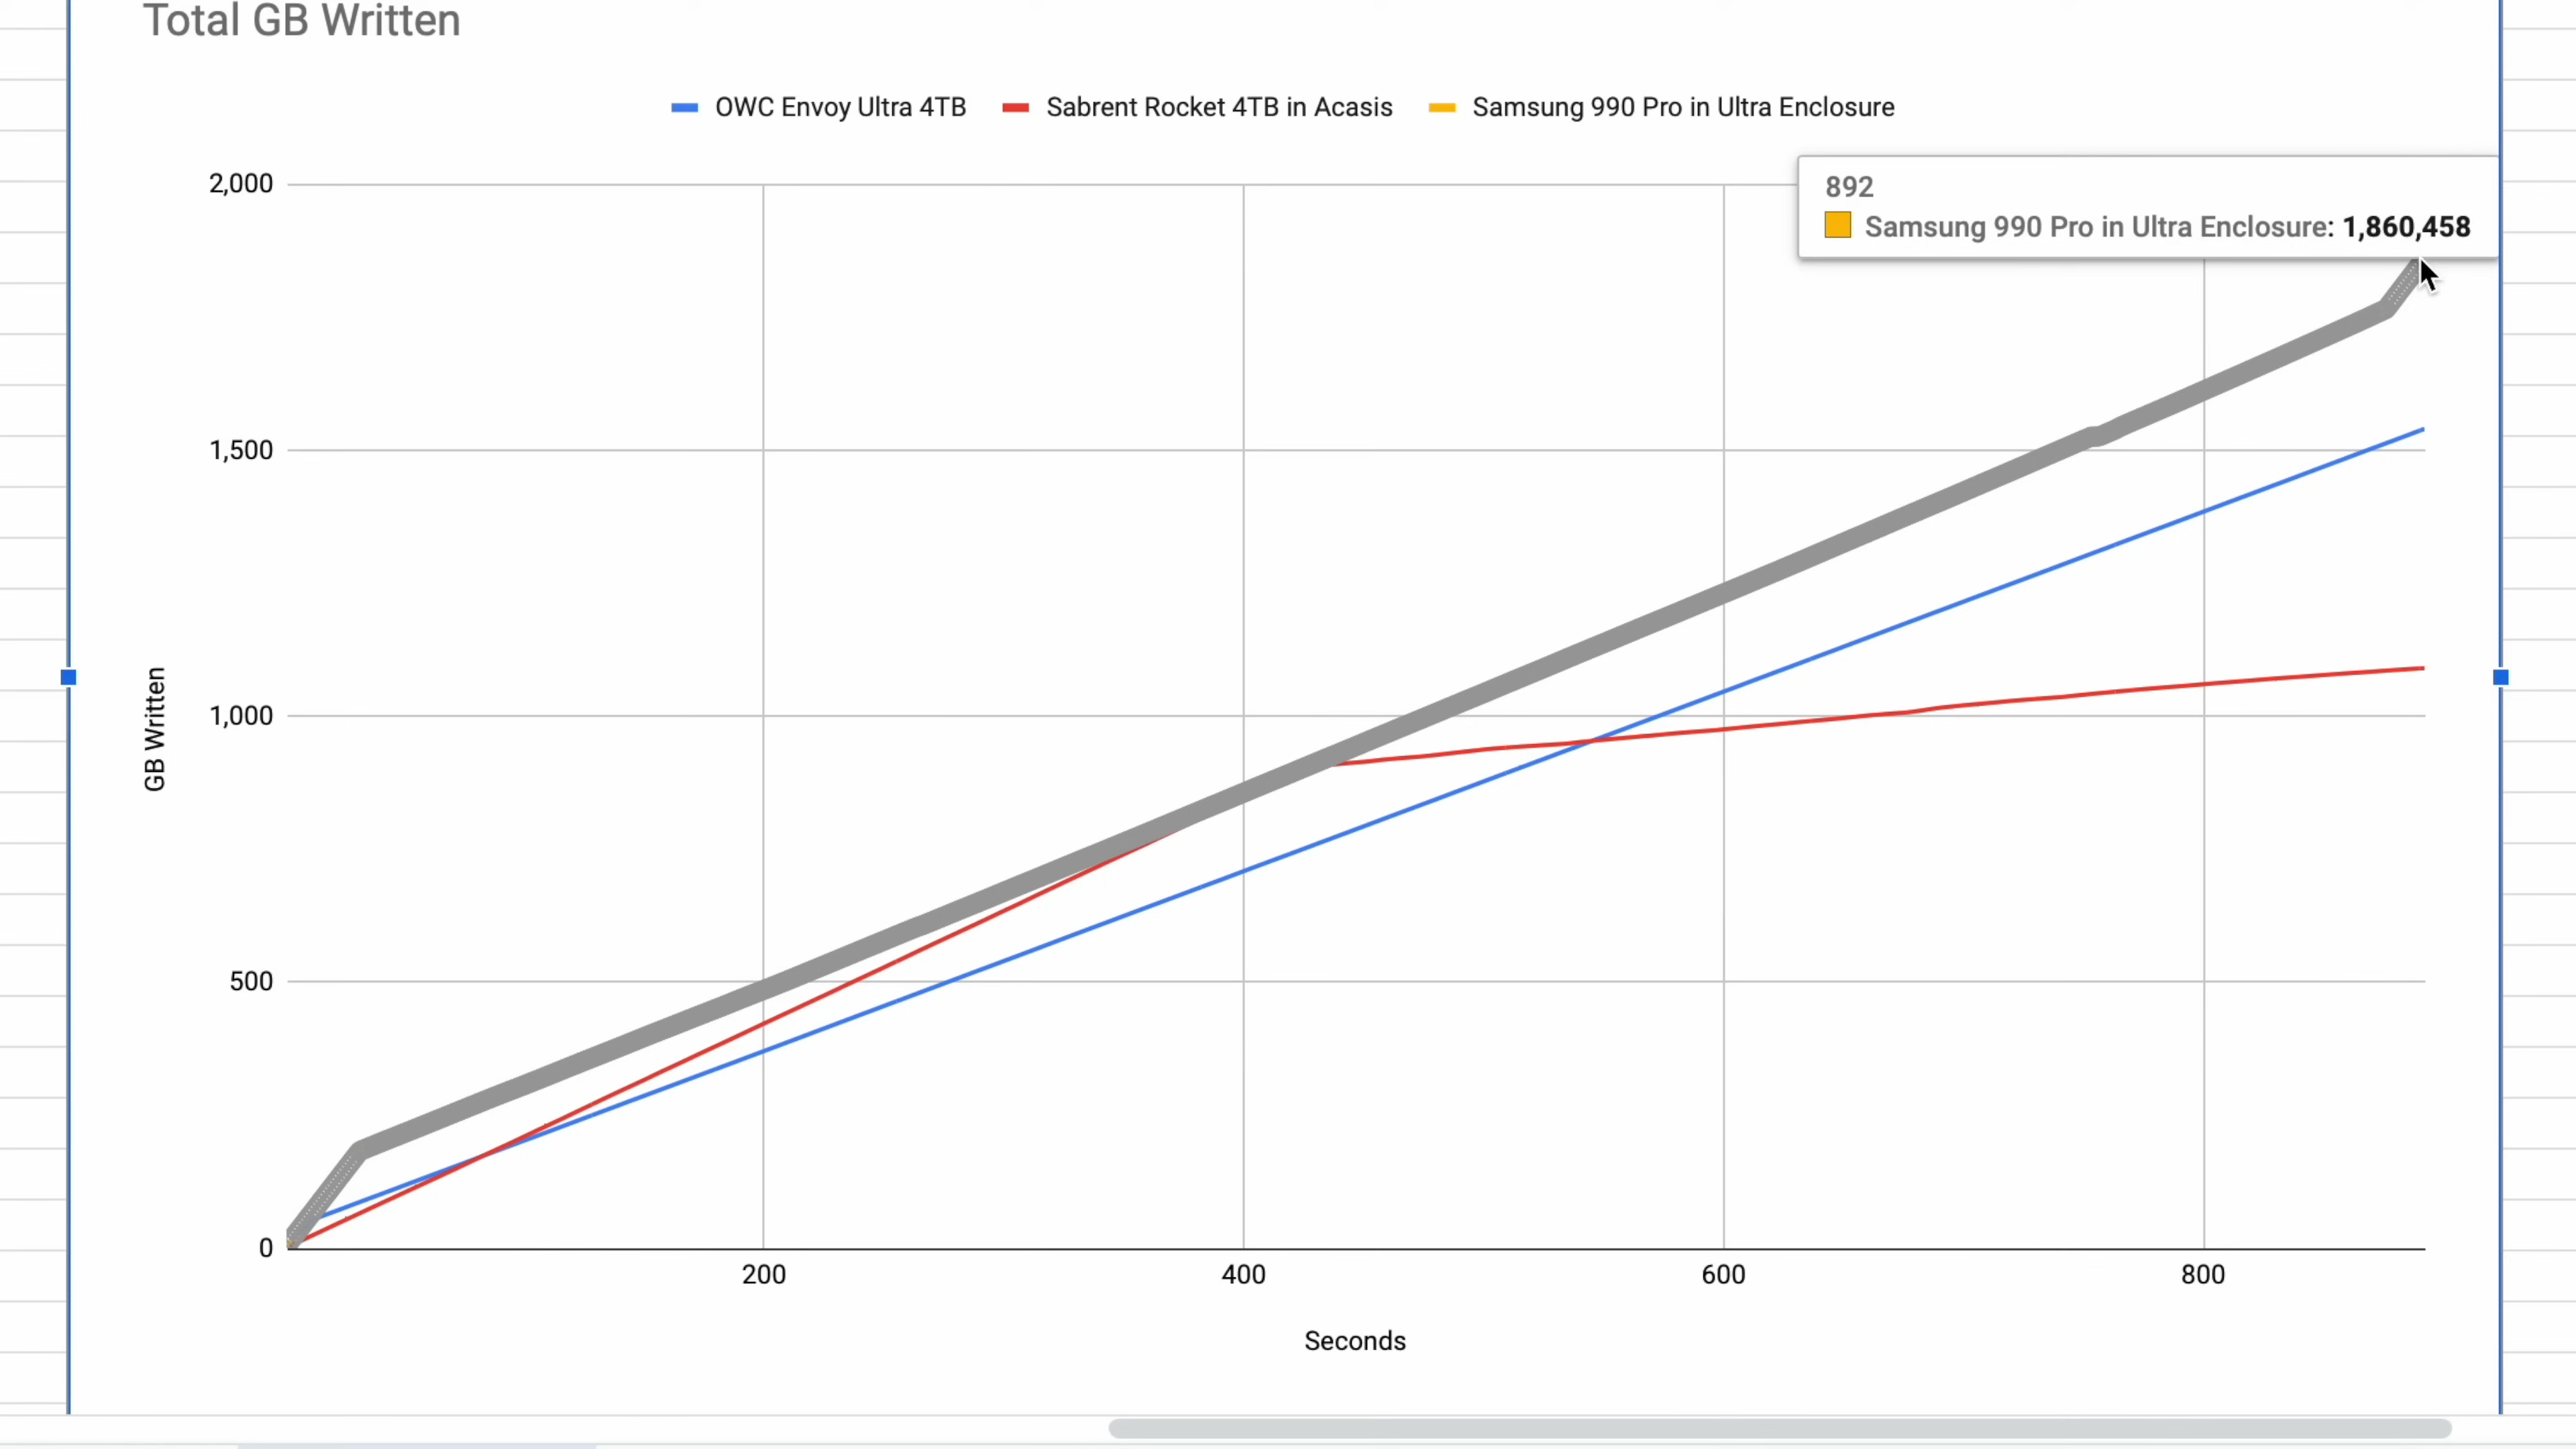 Total GB Written
OWC Envoy Ultra 4TB
Sabrent Rocket 4TB in Acasis
Samsung 990 Pro in Ultra Enclosure
892
Samsung 990 Pro in Ultra Enclosure: 1,860,458
2,000
1,500
1,000
500
0
GB Written
200
400
600
800
Seconds